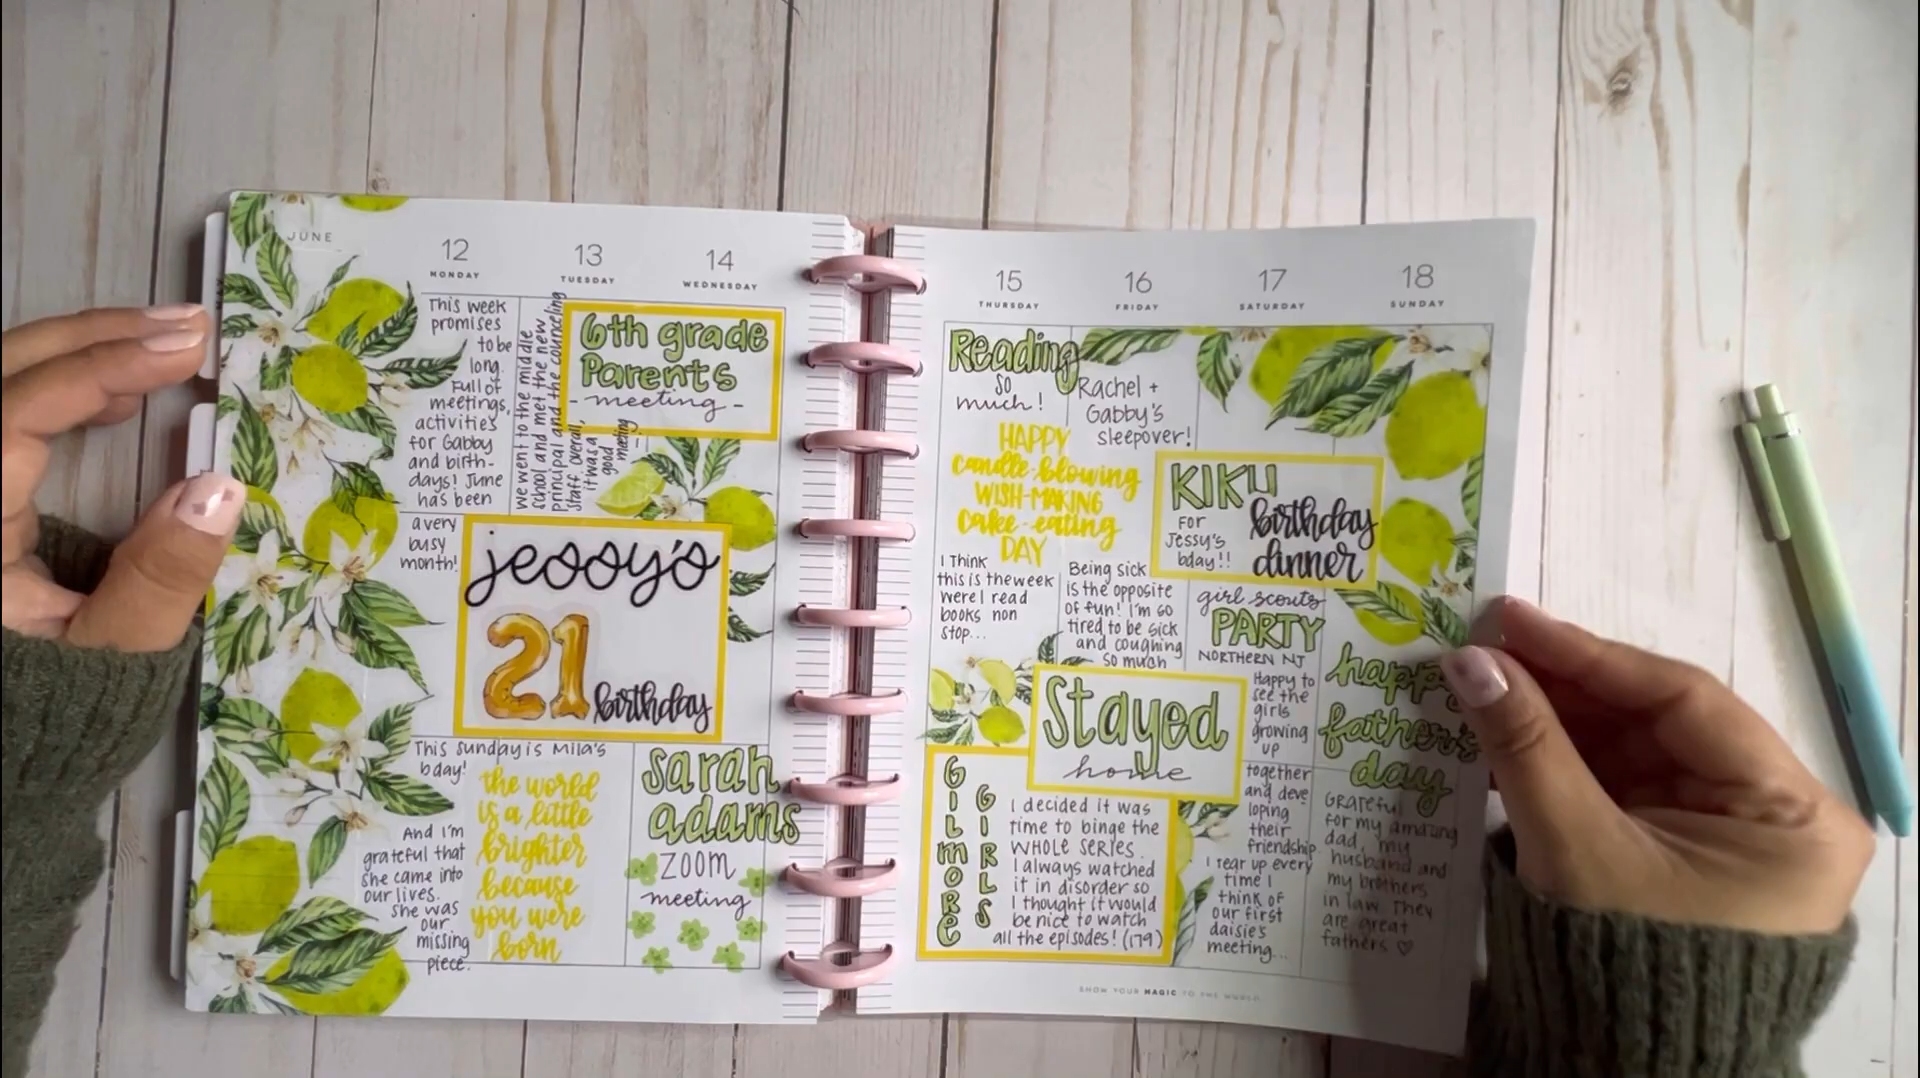 JUNE
12
MONDAY
13
TUESDAY
14
WEDNESDAY
This week
promises
to be
long.
Full of
meetings,
activities
for Gabby
and birth-
days! June
has been
a very
busy
month!
we went to the middle
school and met the new
principal and the counceling
staff overall,
it was a
good
meeting
6th grade
Parents
- meeting -
jessy's
21
birthday
This sunday is Mila's
bday!
And I'm
grateful that
she came into
our lives.
she was
our
missing
piece.
the world
is a little
brighter
because
you were
born
sarah
adams
ZOOM
meeting
15
THURSDAY
16
FRIDAY
17
SATURDAY
18
SUNDAY
Reading
so
much!
HAPPY
candle-blowing
WISH-MAKING
cake-eating
DAY
I Think
this is the week
were I read
books non
stop...
Rachel +
Gabby's
sleepover!
KIKU
birthday
dinner
FOR
Jessy's
bday!!
Being sick
is the opposite
of fun! I'm so
tired to be sick
and coughing
so much
Stayed
home
GILMORE
GIRLS
I decided it was
time to binge the
WHOLE SERIES.
I always watched
it in disorder so
I thought it would
be nice to watch
all the episodes! (179)
girl scouts
PARTY
NORTHERN NJ
Happy to
see the
girls
growing
up
together
and deve
loping
their
friendship
I tear up every
time I
think of
our first
daisies
meeting...
happy
father's
day
Grateful
for my amazing
dad, my
husband and
my brothers
in law. They
are great
fathers ♡
SHOW YOUR MAGIC TO THE WORLD